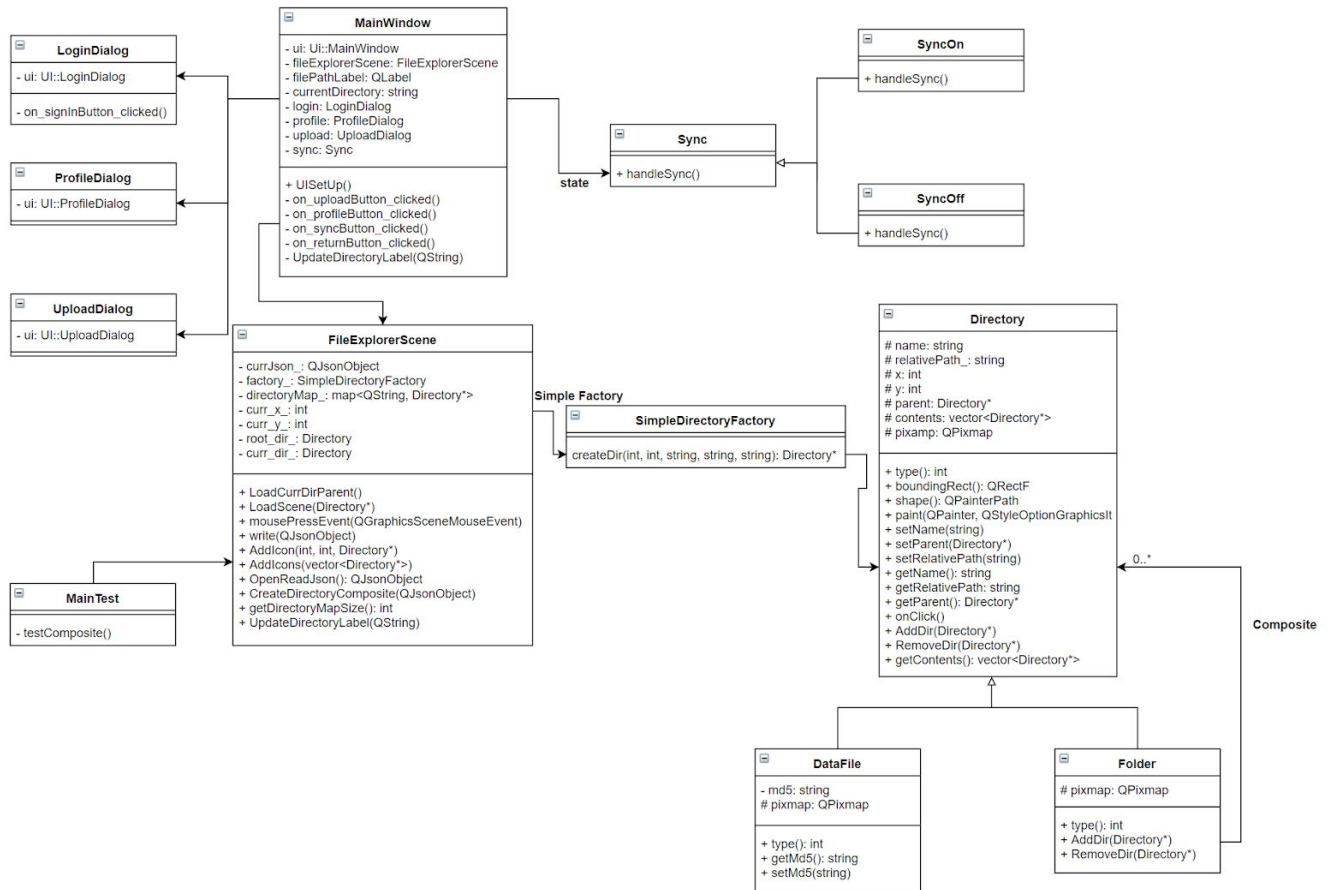 MainWindow
- ui: Ui::MainWindow
- fileExplorerScene: FileExplorerScene
- filePathLabel: QLabel
- currentDirectory: string
- login: LoginDialog
- profile: ProfileDialog
- upload: UploadDialog
- sync: Sync
+ UISetUp()
- on_uploadButton_clicked()
- on_profileButton_clicked()
- on_syncButton_clicked()
- on_returnButton_clicked()
- UpdateDirectoryLabel(QString)
LoginDialog
- ui: UI::LoginDialog
- on_signInButton_clicked()
ProfileDialog
- ui: UI::ProfileDialog
UploadDialog
- ui: UI::UploadDialog
state
Sync
+ handleSync()
SyncOn
+ handleSync()
SyncOff
+ handleSync()
FileExplorerScene
- currJson_: QJsonObject
- factory_: SimpleDirectoryFactory
- directoryMap_: map<QString, Directory*>
- curr_x_: int
- curr_y_: int
- root_dir_: Directory
- curr_dir_: Directory
+ LoadCurrDirParent()
+ LoadScene(Directory*)
+ mousePressEvent(QGraphicsSceneMouseEvent)
+ write(QJsonObject)
+ AddIcon(int, int, Directory*)
+ AddIcons(vector<Directory*>)
+ OpenReadJson(): QJsonObject
+ CreateDirectoryComposite(QJsonObject)
+ getDirectoryMapSize(): int
+ UpdateDirectoryLabel(QString)
MainTest
- testComposite()
Simple Factory
SimpleDirectoryFactory
createDir(int, int, string, string, string): Directory*
Directory
# name: string
# relativePath_: string
# x: int
# y: int
# parent: Directory*
# contents: vector<Directory*>
# pixamp: QPixmap
+ type(): int
+ boundingRect(): QRectF
+ shape(): QPainterPath
+ paint(QPainter, QStyleOptionGraphicsIt
+ setName(string)
+ setParent(Directory*)
+ setRelativePath(string)
+ getName(): string
+ getRelativePath: string
+ getParent(): Directory*
+ onClick()
+ AddDir(Directory*)
+ RemoveDir(Directory*)
+ getContents(): vector<Directory*>
0..*
Composite
DataFile
- md5: string
# pixmap: QPixmap
+ type(): int
+ getMd5(): string
+ setMd5(string)
Folder
# pixmap: QPixmap
+ type(): int
+ AddDir(Directory*)
+ RemoveDir(Directory*)